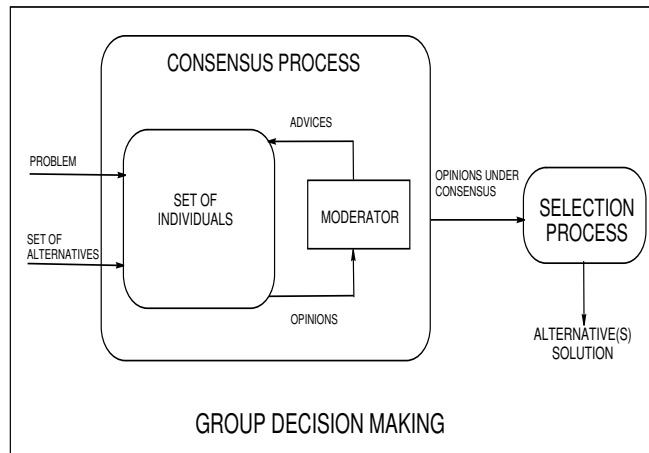 CONSENSUS PROCESS
ADVICES
PROBLEM
SET OF
INDIVIDUALS
MODERATOR
OPINIONS UNDER
CONSENSUS
SELECTION
PROCESS
SET OF
ALTERNATIVES
OPINIONS
ALTERNATIVE(S)
SOLUTION
GROUP DECISION MAKING